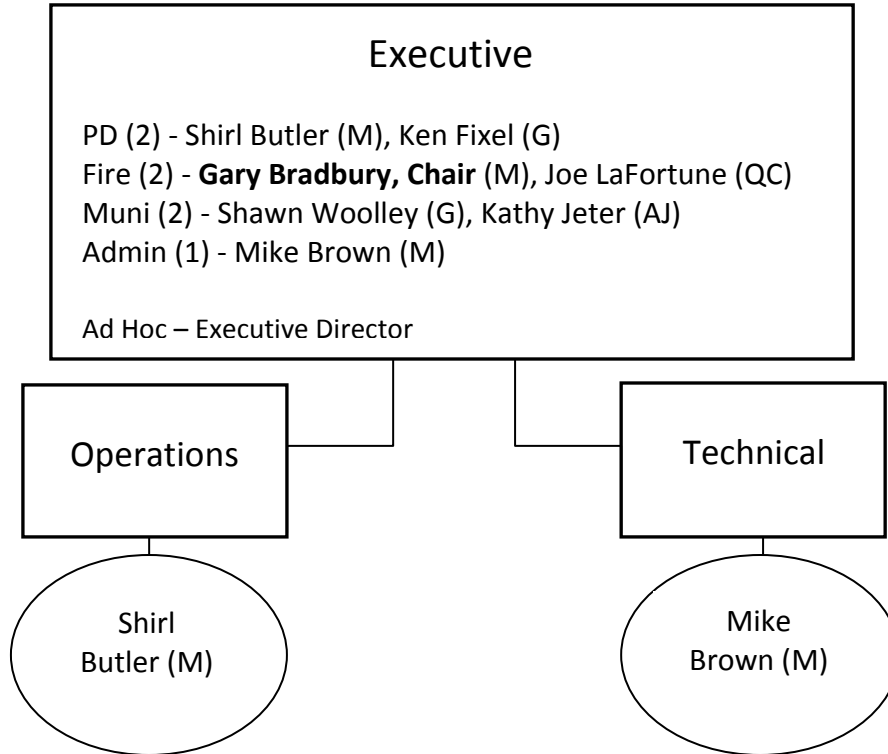 Executive
PD (2) - Shirl Butler (M), Ken Fixel (G)
Fire (2) - Gary Bradbury, Chair (M), Joe LaFortune (QC)
Muni (2) - Shawn Woolley (G), Kathy Jeter (AJ)
Admin (1) - Mike Brown (M)
Ad Hoc – Executive Director
Operations
Technical
Shirl
Butler (M)
Mike
Brown (M)